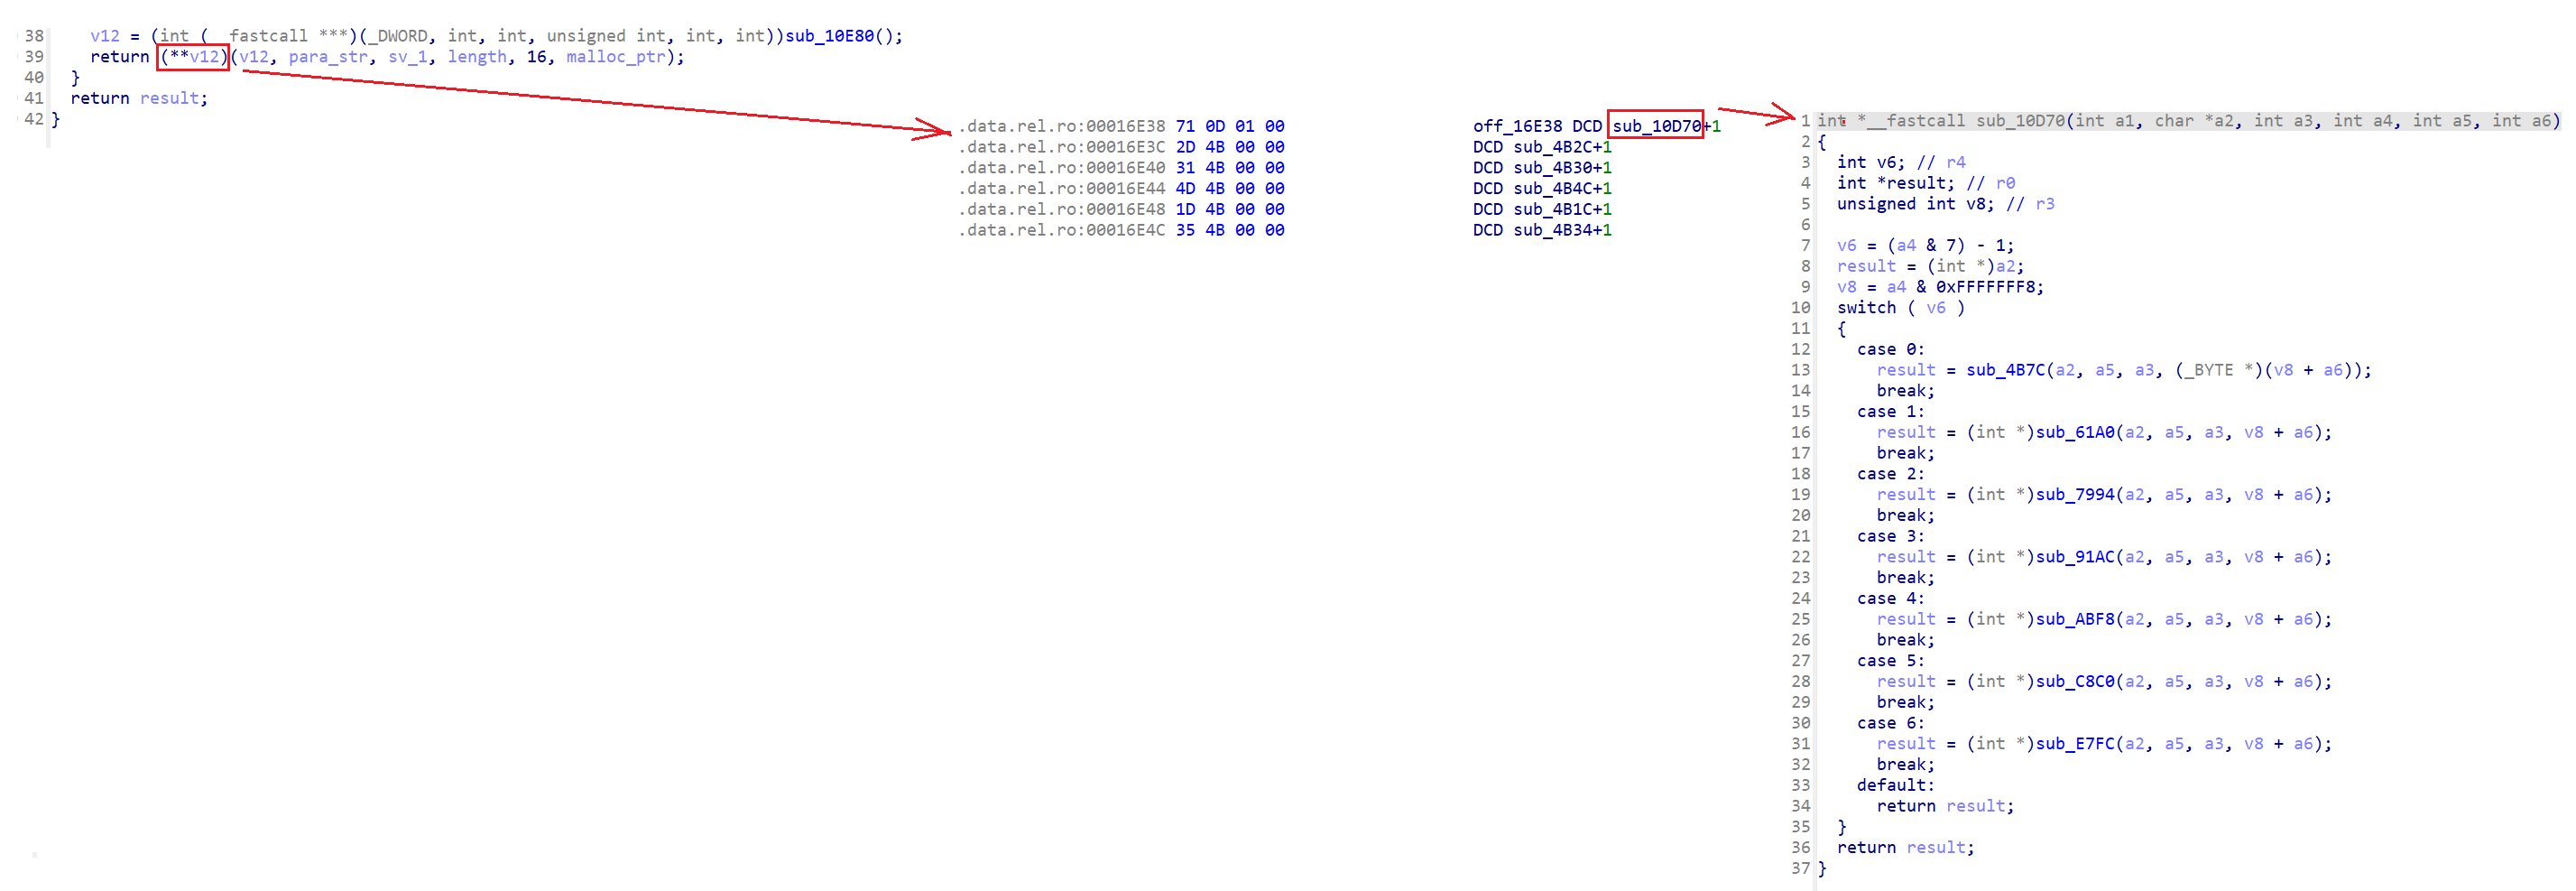 38 v12 = (int (__fastcall ***)(_DWORD, int, int, unsigned int, int, int))sub_10E80();
39 return (**v12)(v12, para_str, sv_1, length, 16, malloc_ptr);
40 }
41 return result;
42 }
.data.rel.ro:00016E38 71 0D 01 00 off_16E38 DCD sub_10D70+1
.data.rel.ro:00016E3C 2D 4B 00 00 DCD sub_4B2C+1
.data.rel.ro:00016E40 31 4B 00 00 DCD sub_4B30+1
.data.rel.ro:00016E44 4D 4B 00 00 DCD sub_4B4C+1
.data.rel.ro:00016E48 1D 4B 00 00 DCD sub_4B1C+1
.data.rel.ro:00016E4C 35 4B 00 00 DCD sub_4B34+1
1 int *__fastcall sub_10D70(int a1, char *a2, int a3, int a4, int a5, int a6)
2 {
3 int v6; // r4
4 int *result; // r0
5 unsigned int v8; // r3
6
7 v6 = (a4 & 7) - 1;
8 result = (int *)a2;
9 v8 = a4 & 0xFFFFFFF8;
10 switch ( v6 )
11 {
12 case 0:
13 result = sub_4B7C(a2, a5, a3, (_BYTE *)(v8 + a6));
14 break;
15 case 1:
16 result = (int *)sub_61A0(a2, a5, a3, v8 + a6);
17 break;
18 case 2:
19 result = (int *)sub_7994(a2, a5, a3, v8 + a6);
20 break;
21 case 3:
22 result = (int *)sub_91AC(a2, a5, a3, v8 + a6);
23 break;
24 case 4:
25 result = (int *)sub_ABF8(a2, a5, a3, v8 + a6);
26 break;
27 case 5:
28 result = (int *)sub_C8C0(a2, a5, a3, v8 + a6);
29 break;
30 case 6:
31 result = (int *)sub_E7FC(a2, a5, a3, v8 + a6);
32 break;
33 default:
34 return result;
35 }
36 return result;
37 }